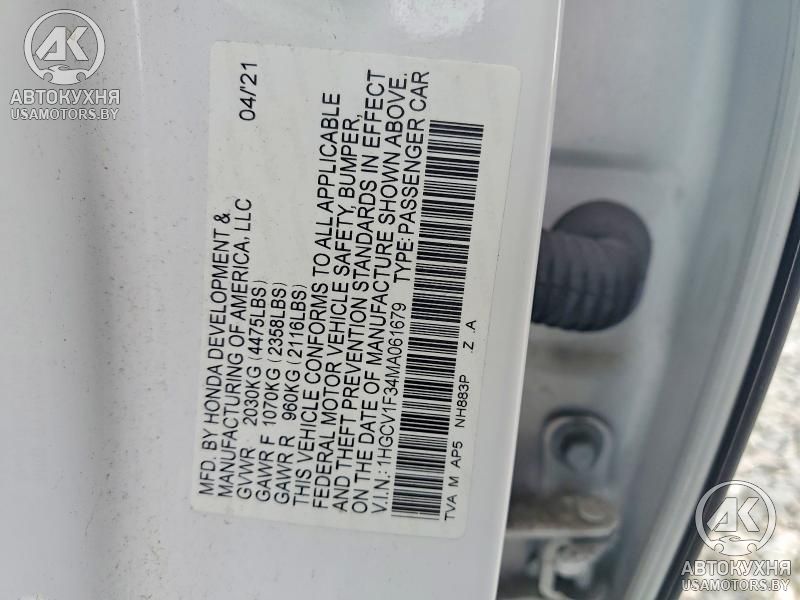 MFD. BY HONDA DEVELOPMENT &
MANUFACTURING OF AMERICA, LLC
04/'21
GVWR 2030KG (4475LBS)
GAWR F 1070KG (2358LBS)
GAWR R 960KG (2116LBS)
THIS VEHICLE CONFORMS TO ALL APPLICABLE
FEDERAL MOTOR VEHICLE SAFETY, BUMPER,
AND THEFT PREVENTION STANDARDS IN EFFECT
ON THE DATE OF MANUFACTURE SHOWN ABOVE.
V.I.N.: 1HGCV1F34MA061679 TYPE: PASSENGER CAR
TVA M AP5 NH883P .Z .A
AK
АВТОКУХНЯ
USAMOTORS.BY
AK
АВТОКУХНЯ
USAMOTORS.BY